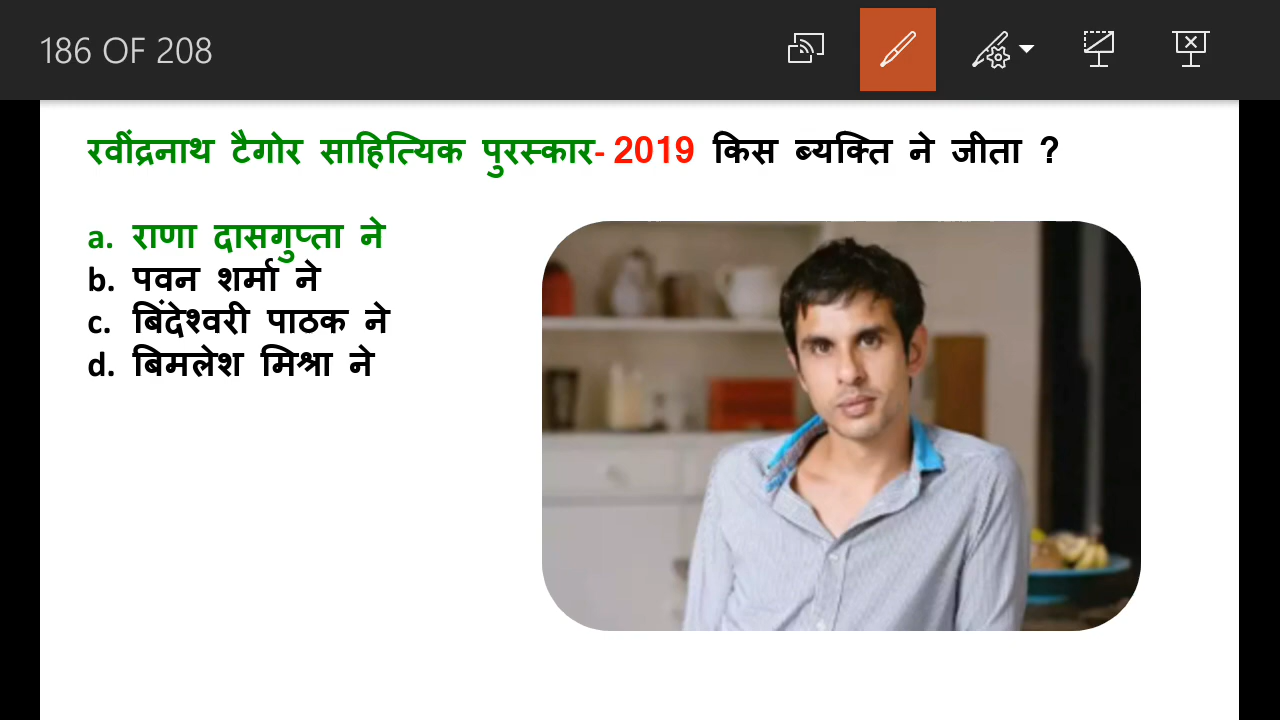 186 OF 208
रवींद्रनाथ टैगोर साहित्यिक पुरस्कार- 2019 किस ब्यक्ति ने जीता ?
a. राणा दासगुप्ता ने
b. पवन शर्मा ने
c. बिंदेश्वरी पाठक ने
d. बिमलेश मिश्रा ने